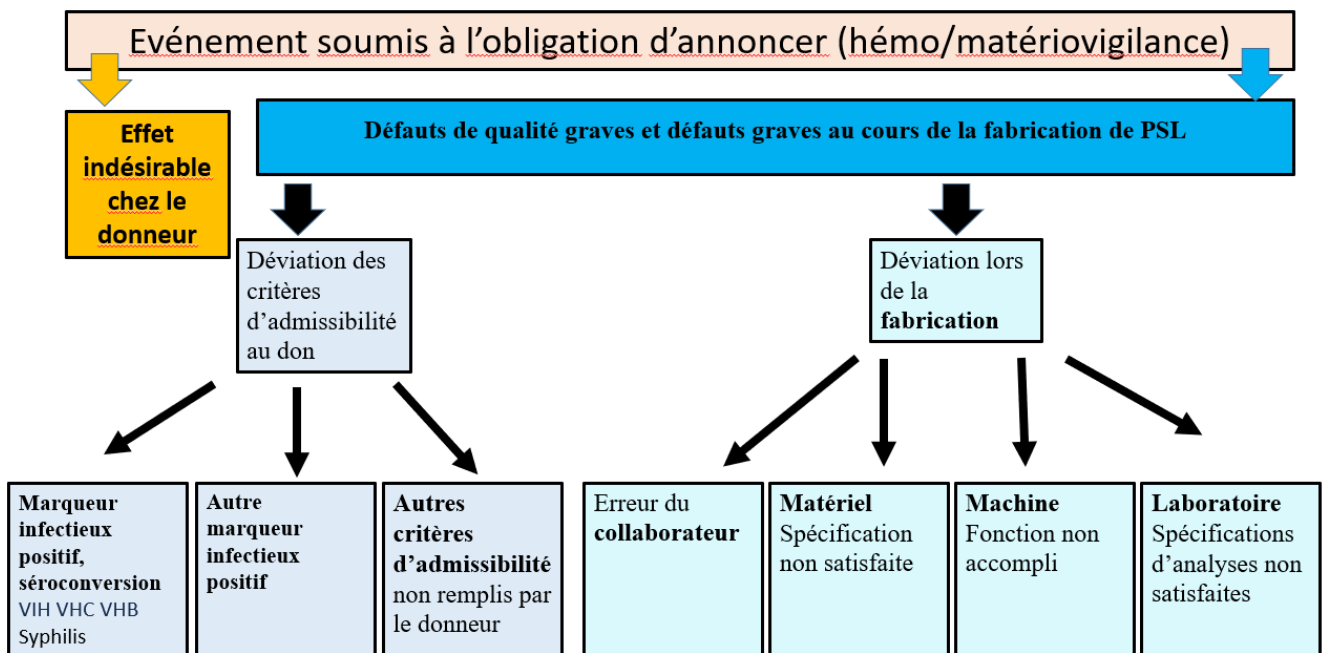 Evénement soumis à l’obligation d’annoncer (hémo/matériovigilance)
Effet
indésirable
chez le
donneur
Défauts de qualité graves et défauts graves au cours de la fabrication de PSL
Déviation des
critères
d’admissibilité
au don
Déviation lors
de la
fabrication
Marqueur
infectieux
positif,
séroconversion
VIH VHC VHB
Syphilis
Autre
marqueur
infectieux
positif
Autres
critères
d’admissibilité
non remplis par
le donneur
Erreur du
collaborateur
Matériel
Spécification
non satisfaite
Machine
Fonction non
accompli
Laboratoire
Spécifications
d’analyses non
satisfaites